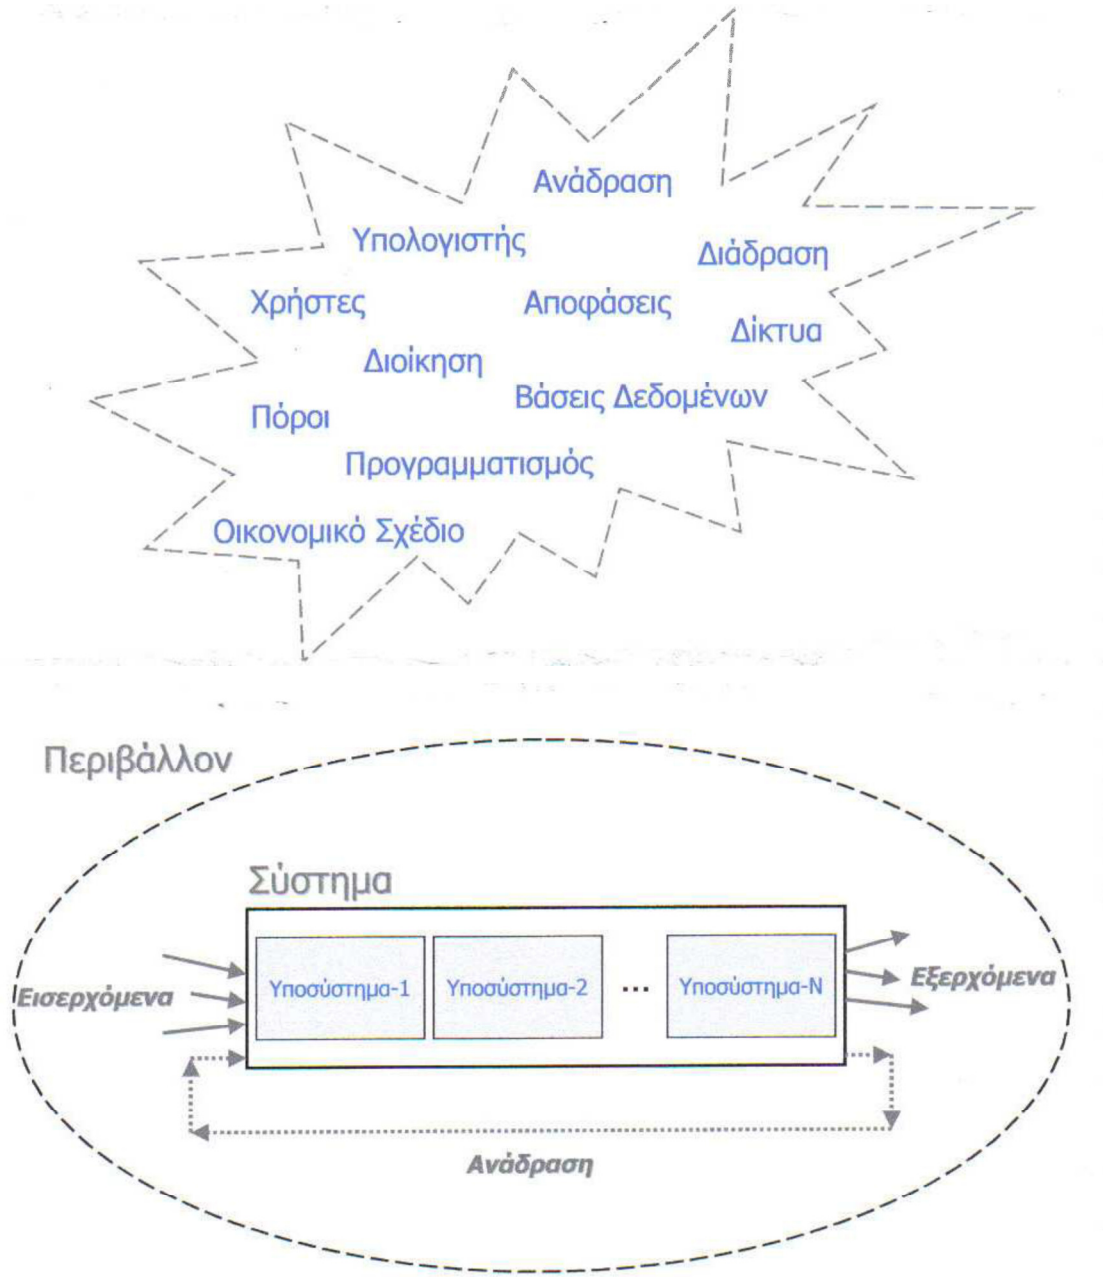 Ανάδραση
Υπολογιστής
Διάδραση
Χρήστες
Αποφάσεις
Δίκτυα
Διοίκηση
Βάσεις Δεδομένων
Πόροι
Προγραμματισμός
Οικονομικό Σχέδιο
Περιβάλλον
Σύστημα
Εισερχόμενα
Υποσύστημα-1
Υποσύστημα-2
...
Υποσύστημα-N
Εξερχόμενα
Ανάδραση